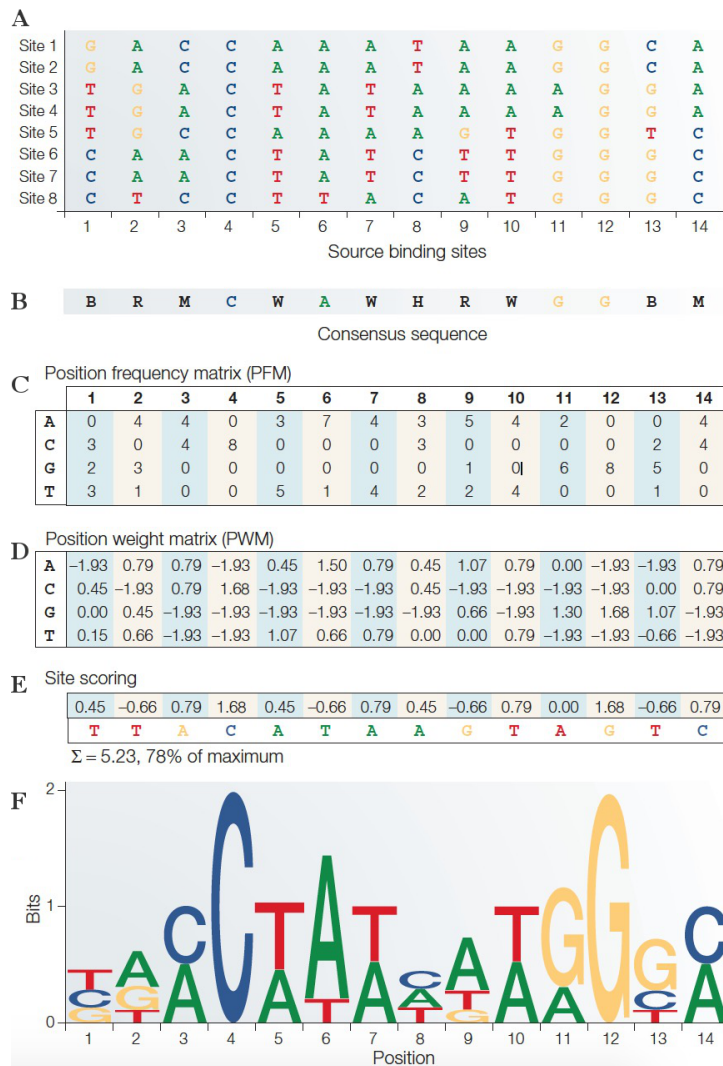 A
Site 1 G A C C A A A T A A G G C A
Site 2 G A C C A A A T A A G G C A
Site 3 T G A C T A T A A A A G G A
Site 4 T G A C T A T A A A A G G A
Site 5 T G C C A A A A G T G G T C
Site 6 C A A C T A T C T T G G G C
Site 7 C A A C T A T C T T G G G C
Site 8 C T C C T T A C A T G G G C
1 2 3 4 5 6 7 8 9 10 11 12 13 14
Source binding sites
B B R M C W A W H R W G G B M
Consensus sequence
C Position frequency matrix (PFM)
1 2 3 4 5 6 7 8 9 10 11 12 13 14
A 0 4 4 0 3 7 4 3 5 4 2 0 0 4
C 3 0 4 8 0 0 0 3 0 0 0 0 2 4
G 2 3 0 0 0 0 0 0 1 0 6 8 5 0
T 3 1 0 0 5 1 4 2 2 4 0 0 1 0
D Position weight matrix (PWM)
A −1.93 0.79 0.79 −1.93 0.45 1.50 0.79 0.45 1.07 0.79 0.00 −1.93 −1.93 0.79
C 0.45 −1.93 0.79 1.68 −1.93 −1.93 −1.93 0.45 −1.93 −1.93 −1.93 −1.93 0.00 0.79
G 0.00 0.45 −1.93 −1.93 −1.93 −1.93 −1.93 −1.93 0.66 −1.93 1.30 1.68 1.07 −1.93
T 0.15 0.66 −1.93 −1.93 1.07 0.66 0.79 0.00 0.00 0.79 −1.93 −1.93 −0.66 −1.93
E Site scoring
0.45 −0.66 0.79 1.68 0.45 −0.66 0.79 0.45 −0.66 0.79 0.00 1.68 −0.66 0.79
T T A C A T A A G T A G T C
Σ = 5.23, 78% of maximum
F
2
1
0
Bits
T A C C T A T C A T G G G C
C G A A T A A T A A C A
G T T G T
1 2 3 4 5 6 7 8 9 10 11 12 13 14
Position